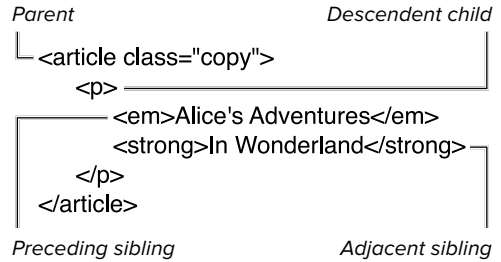 Parent Descendent child
<article class="copy">
<p>
<em>Alice's Adventures</em>
<strong>In Wonderland</strong>
</p>
</article>
Preceding sibling Adjacent sibling